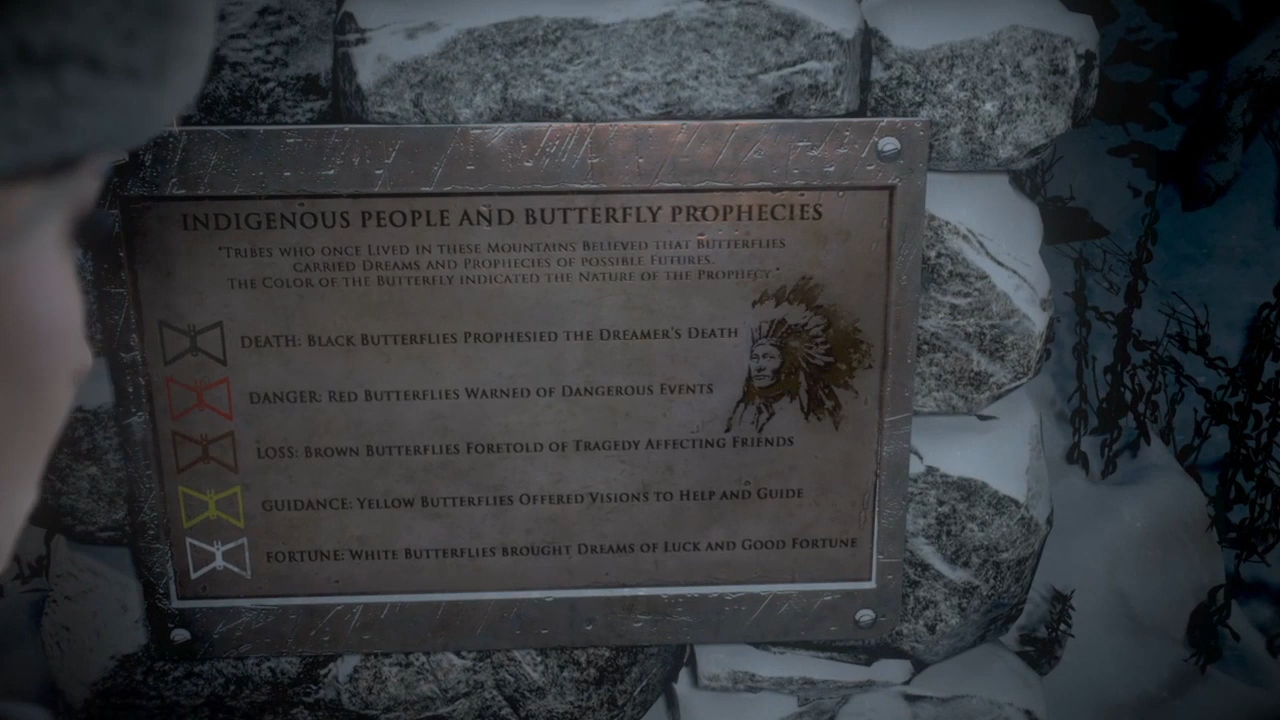 INDIGENOUS PEOPLE AND BUTTERFLY PROPHECIES
"TRIBES WHO ONCE LIVED IN THESE MOUNTAINS BELIEVED THAT BUTTERFLIES
CARRIED DREAMS AND PROPHECIES OF POSSIBLE FUTURES.
THE COLOR OF THE BUTTERFLY INDICATED THE NATURE OF THE PROPHECY."
DEATH: BLACK BUTTERFLIES PROPHESIED THE DREAMER'S DEATH
DANGER: RED BUTTERFLIES WARNED OF DANGEROUS EVENTS
LOSS: BROWN BUTTERFLIES FORETOLD OF TRAGEDY AFFECTING FRIENDS
GUIDANCE: YELLOW BUTTERFLIES OFFERED VISIONS TO HELP AND GUIDE
FORTUNE: WHITE BUTTERFLIES BROUGHT DREAMS OF LUCK AND GOOD FORTUNE